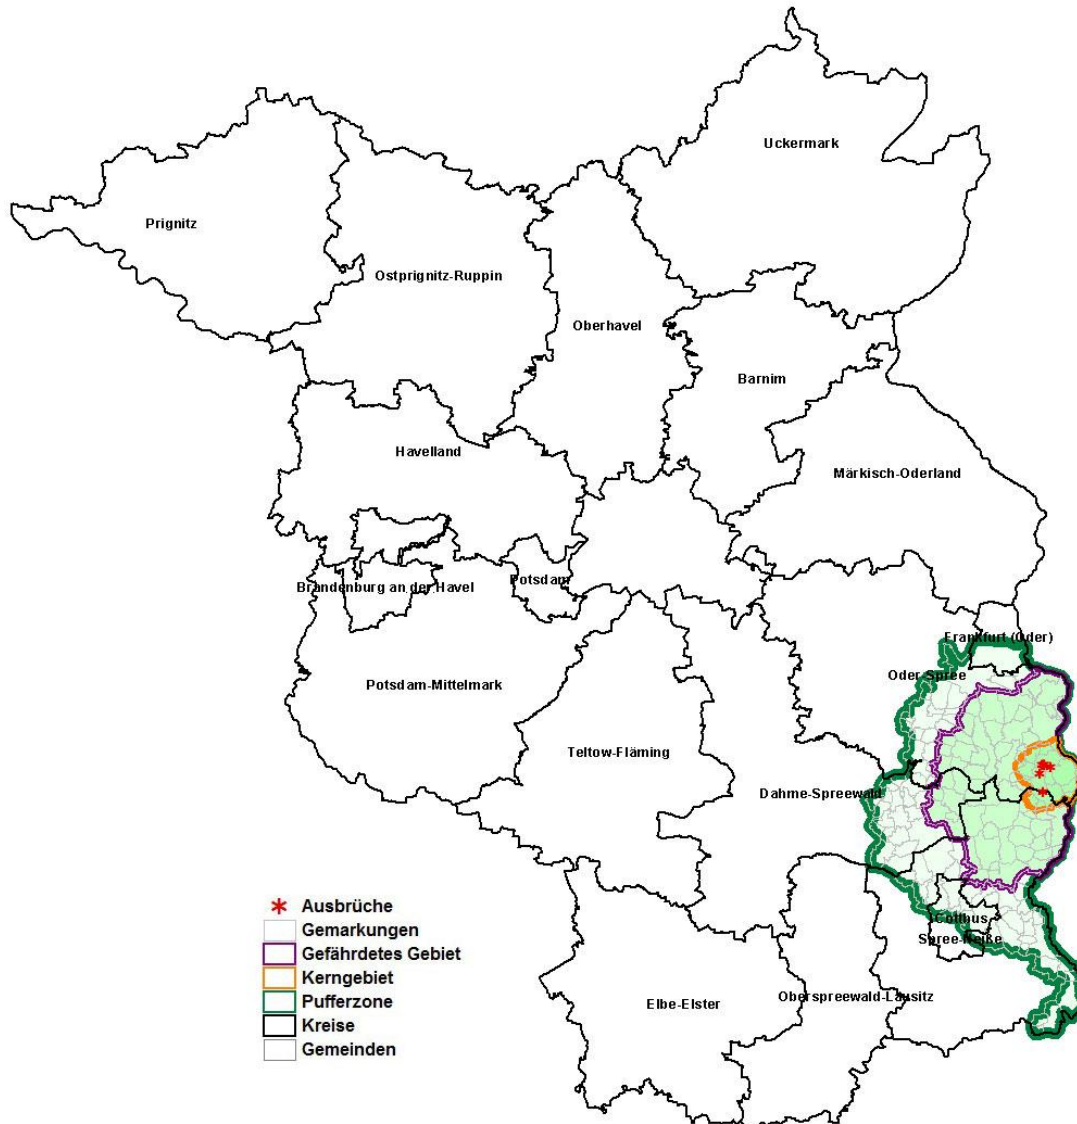 Uckermark
Prignitz
Ostprignitz-Ruppin
Oberhavel
Barnim
Havelland
Märkisch-Oderland
Brandenburg an der Havel
Potsdam
Frankfurt (Oder)
Oder-Spree
Potsdam-Mittelmark
Teltow-Fläming
Dahme-Spreewald
Cottbus
Spree-Neiße
Elbe-Elster
Oberspreewald-Lausitz
Ausbrüche
Gemarkungen
Gefährdetes Gebiet
Kerngebiet
Pufferzone
Kreise
Gemeinden